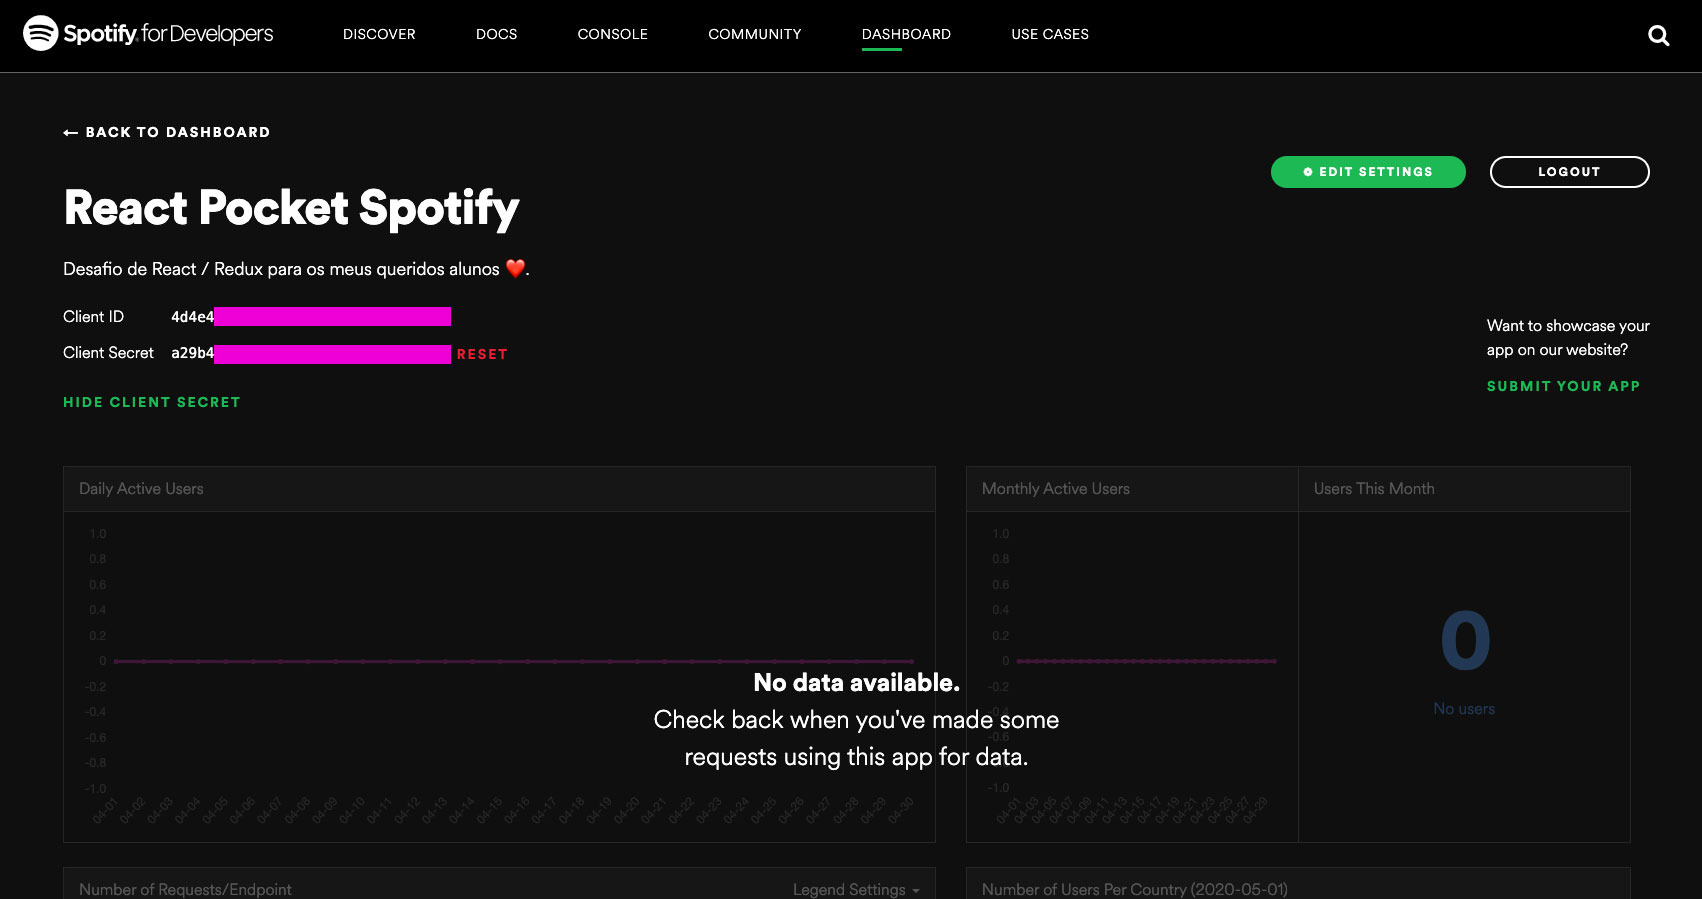 Spotify for Developers
DISCOVER DOCS CONSOLE COMMUNITY DASHBOARD USE CASES
← BACK TO DASHBOARD
EDIT SETTINGS LOGOUT
React Pocket Spotify
Desafio de React / Redux para os meus queridos alunos ❤️.
Client ID 4d4e4
Client Secret a29b4 RESET
HIDE CLIENT SECRET
Want to showcase your
app on our website?
SUBMIT YOUR APP
Daily Active Users
1.0
0.8
0.6
0.4
0.2
0
-0.2
-0.4
-0.6
-0.8
-1.0
04-01 04-02 04-03 04-04 04-05 04-06 04-07 04-08 04-09 04-10 04-11 04-12 04-13 04-14 04-15 04-16 04-17 04-18 04-19 04-20 04-21 04-22 04-23 04-24 04-25 04-26 04-27 04-28 04-29 04-30
Monthly Active Users
1.0
0.8
0.6
0.4
0.2
0
-0.2
-0.4
-0.6
-0.8
-1.0
04-01 04-03 04-05 04-07 04-09 04-11 04-13 04-15 04-17 04-19 04-21 04-23 04-25 04-27 04-29
Users This Month
0
No users
No data available.
Check back when you've made some
requests using this app for data.
Number of Requests/Endpoint Legend Settings
Number of Users Per Country (2020-05-01)